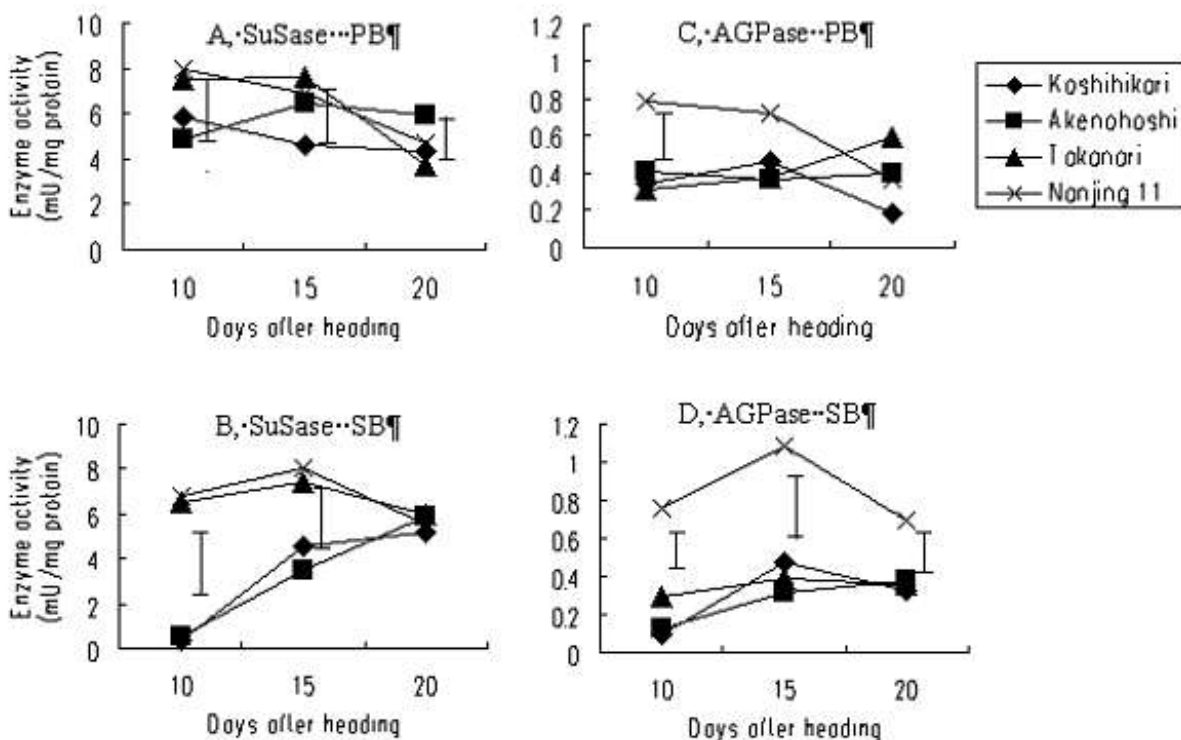 A,·SuSase···PB¶
Enzyme activity
(mU/mg protein)
10
8
6
4
2
0
10 15 20
Days after heading
C,·AGPase··PB¶
1.2
1
0.8
0.6
0.4
0.2
0
10 15 20
Days after heading
Koshihikari
Akenohoshi
Takanari
Nanjing 11
B,·SuSase··SB¶
Enzyme activity
(mU/mg protein)
10
8
6
4
2
0
10 15 20
Days after heading
D,·AGPase··SB¶
1.2
1
0.8
0.6
0.4
0.2
0
10 15 20
Days after heading